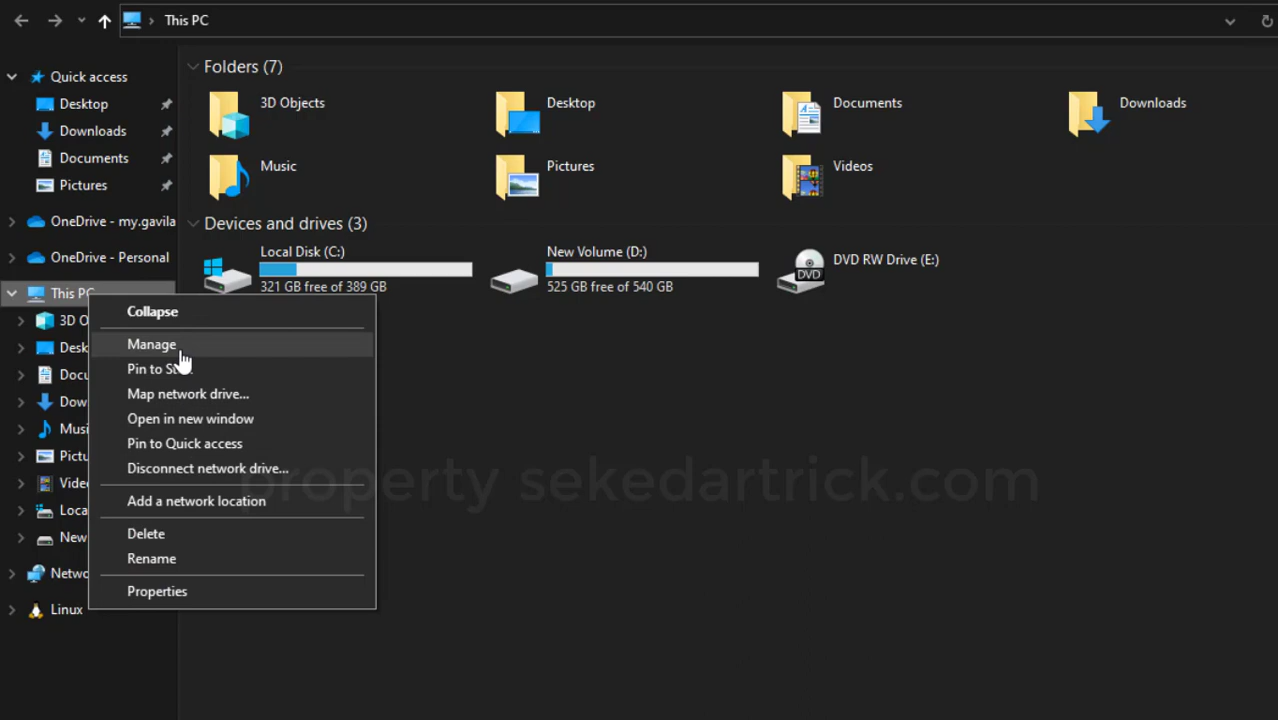 This PC
Quick access
Desktop
Downloads
Documents
Pictures
OneDrive - my.gavila
OneDrive - Personal
This PC
3D O
Desk
Docu
Dow
Musi
Pictu
Video
Loca
New
Netwo
Linux
Folders (7)
3D Objects
Desktop
Documents
Downloads
Music
Pictures
Videos
Devices and drives (3)
Local Disk (C:)
321 GB free of 389 GB
New Volume (D:)
525 GB free of 540 GB
DVD RW Drive (E:)
DVD
Collapse
Manage
Pin to
Map network drive...
Open in new window
Pin to Quick access
Disconnect network drive...
Add a network location
Delete
Rename
Properties
property sekedartrick.com